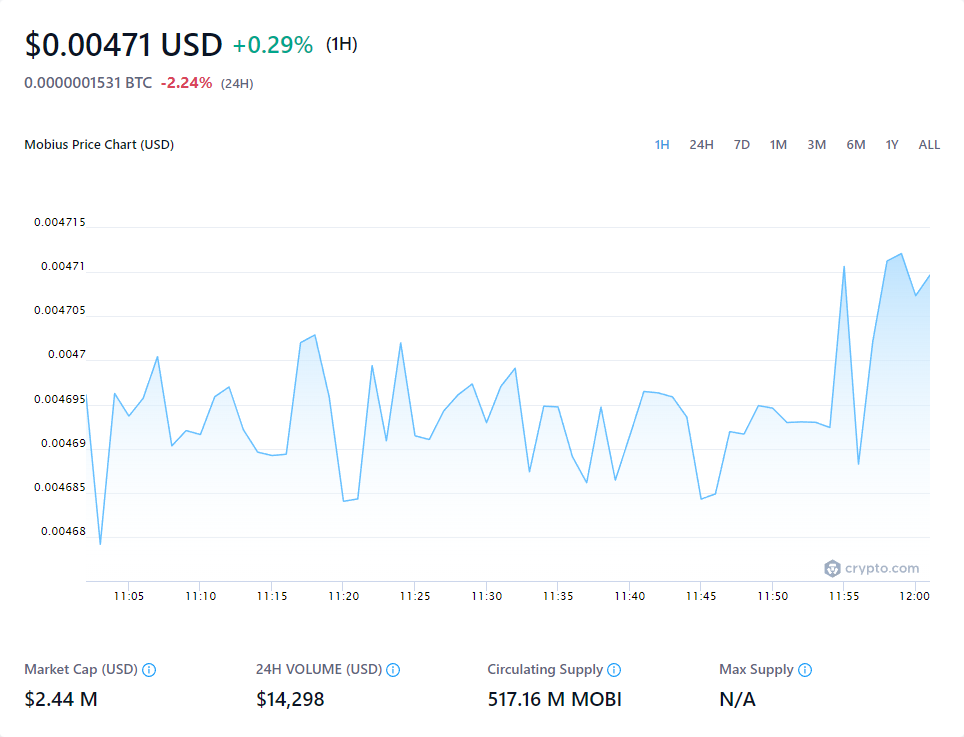 $0.00471 USD +0.29% (1H)
0.0000001531 BTC -2.24% (24H)
Mobius Price Chart (USD) 1H 24H 7D 1M 3M 6M 1Y ALL
0.004715
0.00471
0.004705
0.0047
0.004695
0.00469
0.004685
0.00468
crypto.com
11:05 11:10 11:15 11:20 11:25 11:30 11:35 11:40 11:45 11:50 11:55 12:00
Market Cap (USD) 24H VOLUME (USD) Circulating Supply Max Supply
$2.44 M $14,298 517.16 M MOBI N/A